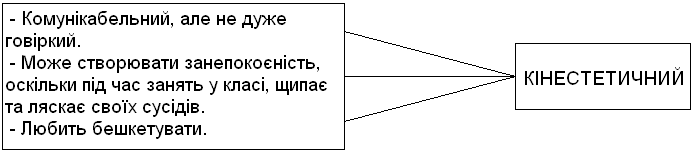 - Комунікабельний, але не дуже
говіркий.
- Може створювати занепокоєність,
оскільки під час занять у класі, щипає
та ляскає своїх сусідів.
- Любить бешкетувати.
КІНЕСТЕТИЧНИЙ